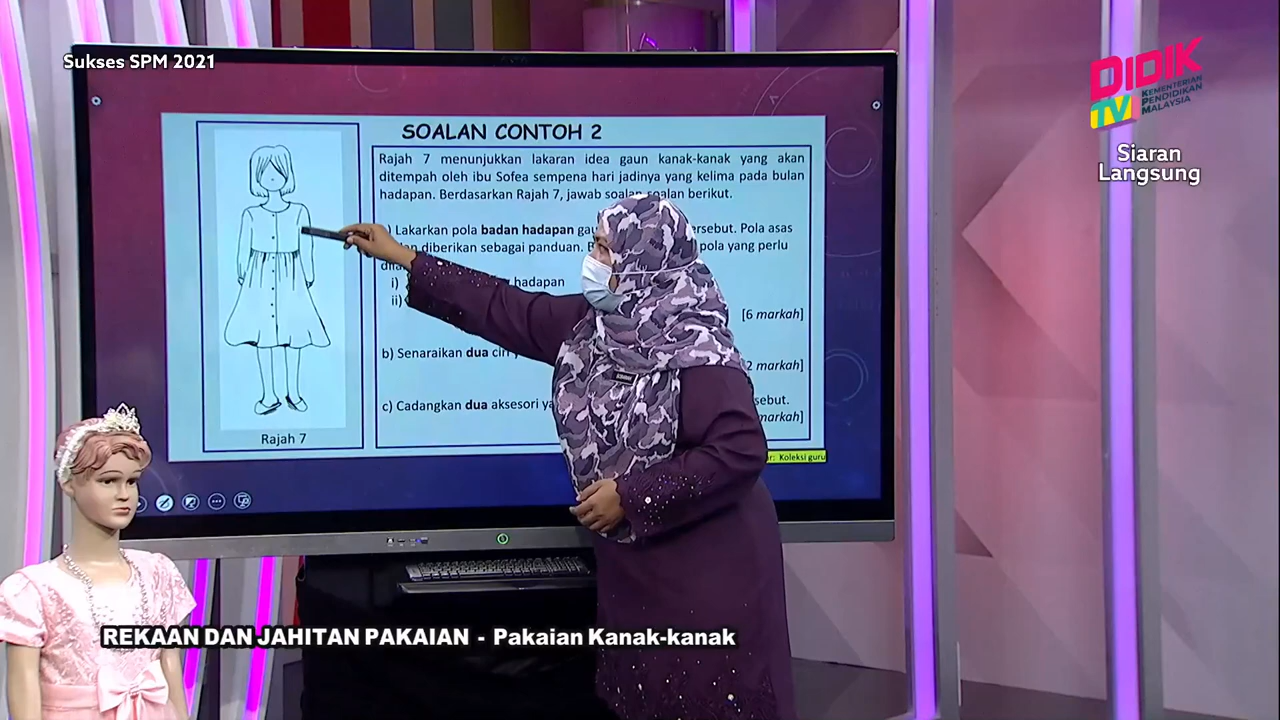 Sukses SPM 2021
DIDIK
TV
KEMENTERIAN
PENDIDIKAN
MALAYSIA
Siaran
Langsung
SOALAN CONTOH 2
Rajah 7 menunjukkan lakaran idea gaun kanak-kanak yang akan
ditempah oleh ibu Sofea sempena hari jadinya yang kelima pada bulan
hadapan. Berdasarkan Rajah 7, jawab soalan-soalan berikut.
Lakarkan pola badan hadapan tersebut. Pola asas
diberikan sebagai panduan. pola yang perlu
i) hadapan
ii)
[6 markah]
b) Senaraikan dua
2 markah]
c) Cadangkan dua aksesori
markah]
Rajah 7
Koleksi guru
REKAAN DAN JAHITAN PAKAIAN - Pakaian Kanak-kanak